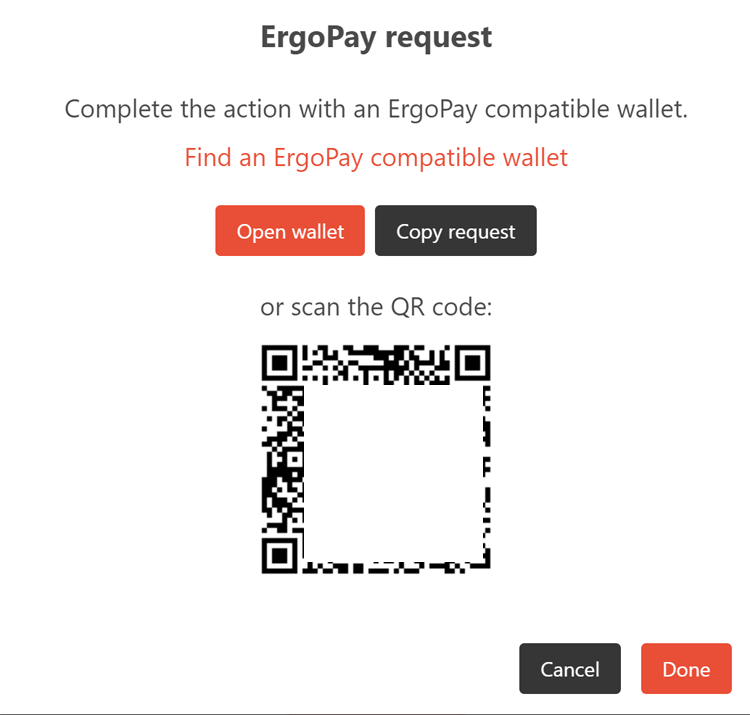 ErgoPay request
Complete the action with an ErgoPay compatible wallet.
Find an ErgoPay compatible wallet
Open wallet Copy request
or scan the QR code:
Cancel Done